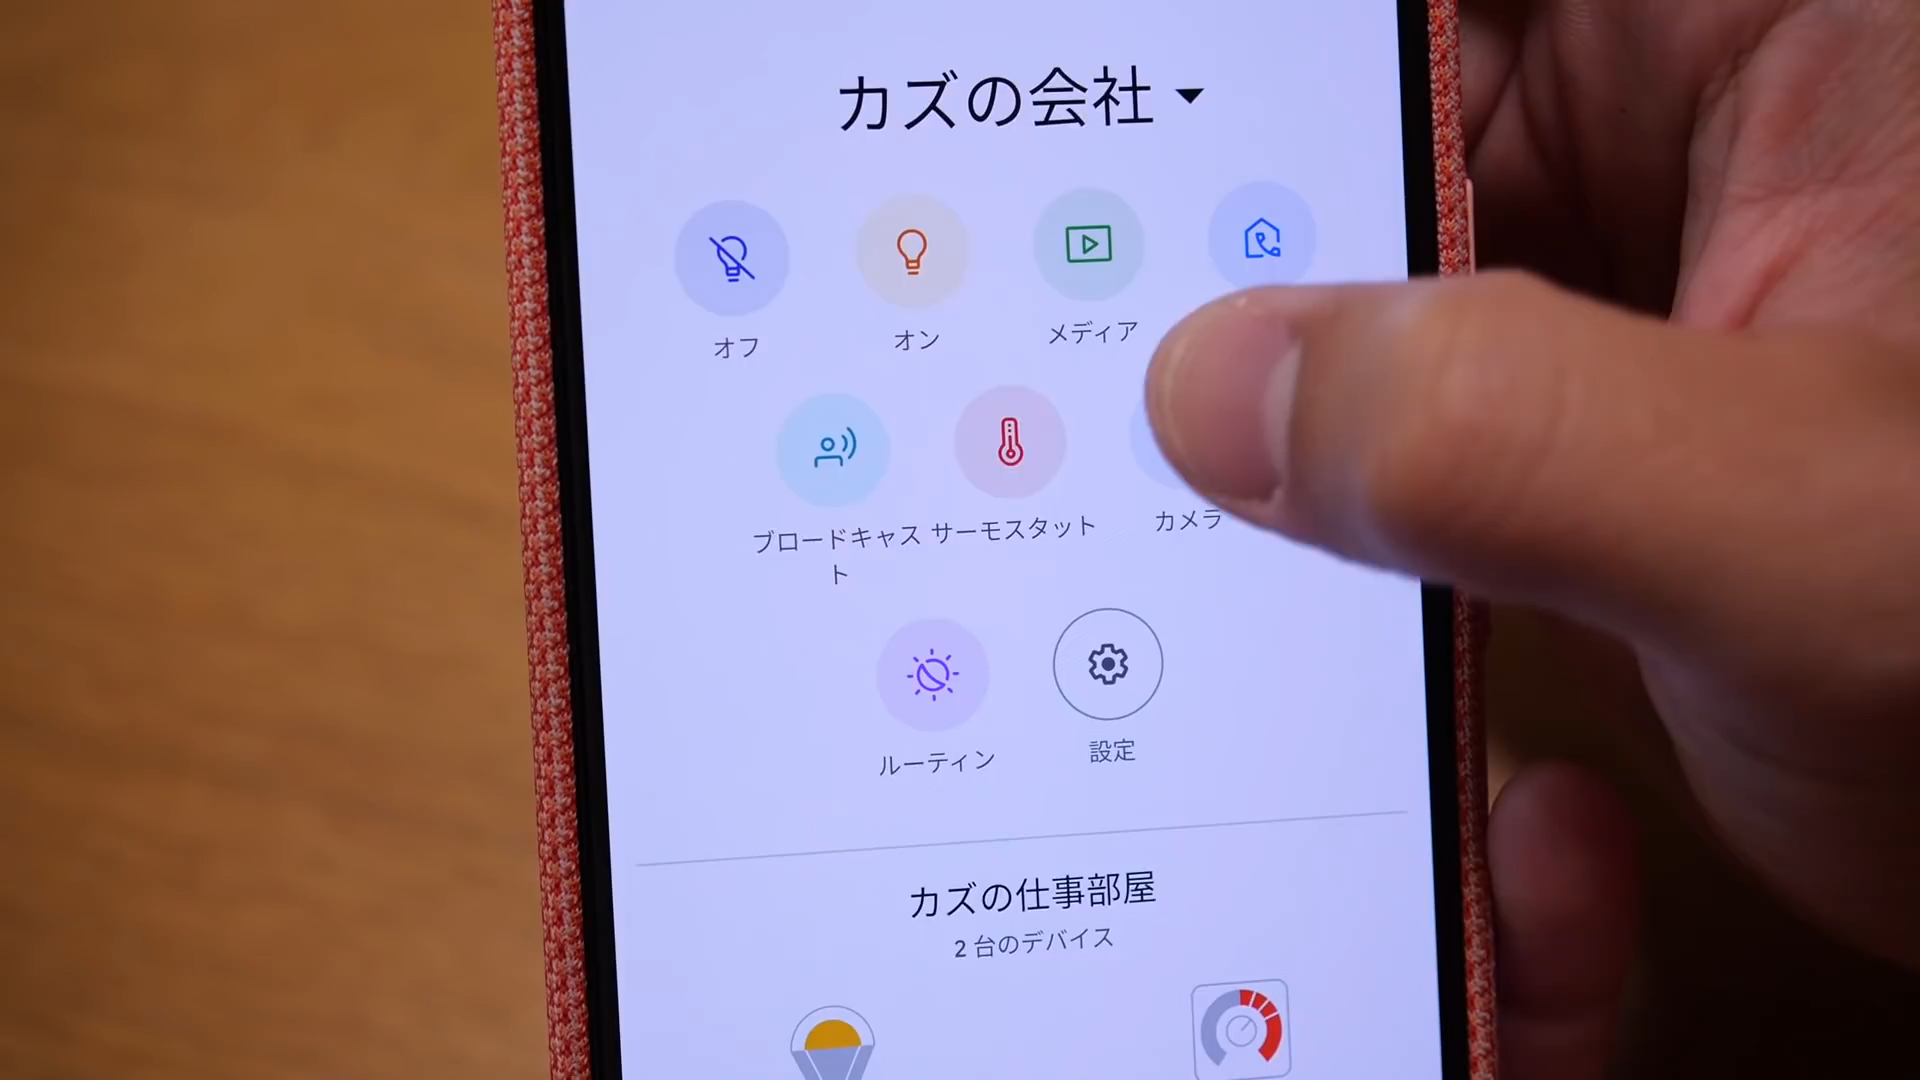 カズの会社
オフ
オン
メディア
ブロードキャス
ト
サーモスタット
カメラ
ルーティン
設定
カズの仕事部屋
2 台のデバイス